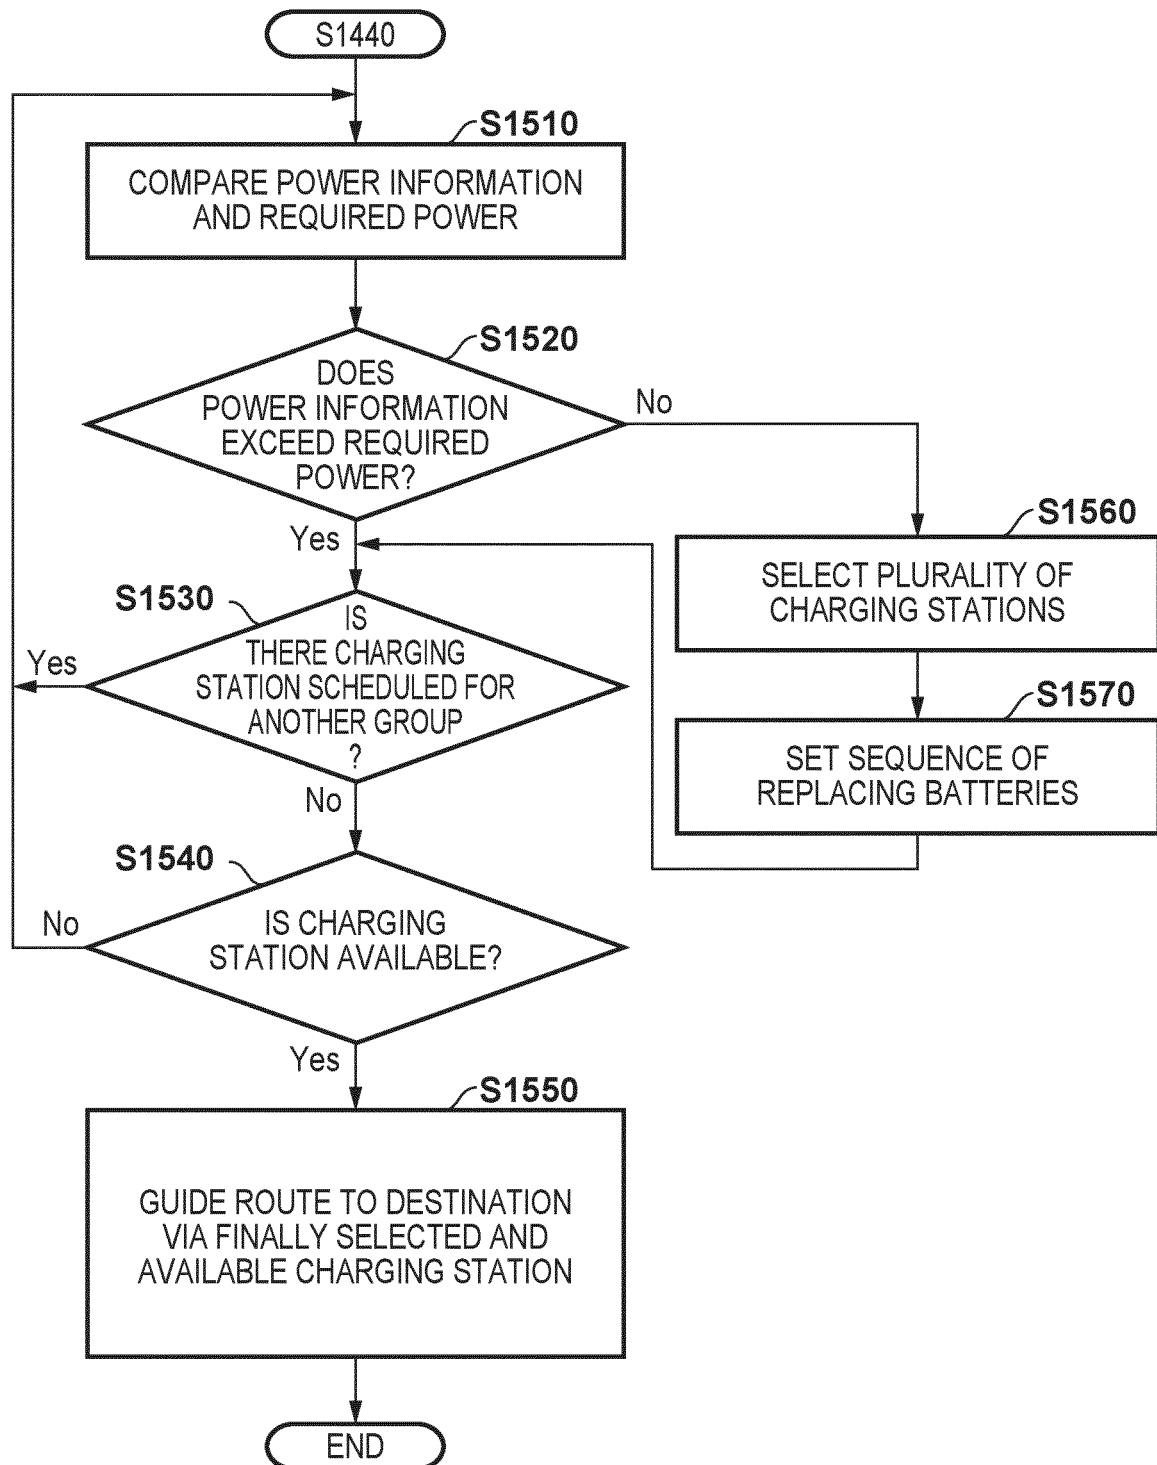 S1440
S1510
COMPARE POWER INFORMATION
AND REQUIRED POWER
S1520
DOES
POWER INFORMATION
EXCEED REQUIRED
POWER?
No
Yes
S1560
SELECT PLURALITY OF
CHARGING STATIONS
S1530
IS
THERE CHARGING
STATION SCHEDULED FOR
ANOTHER GROUP
?
Yes
No
S1570
SET SEQUENCE OF
REPLACING BATTERIES
S1540
IS CHARGING
STATION AVAILABLE?
No
Yes
S1550
GUIDE ROUTE TO DESTINATION
VIA FINALLY SELECTED AND
AVAILABLE CHARGING STATION
END